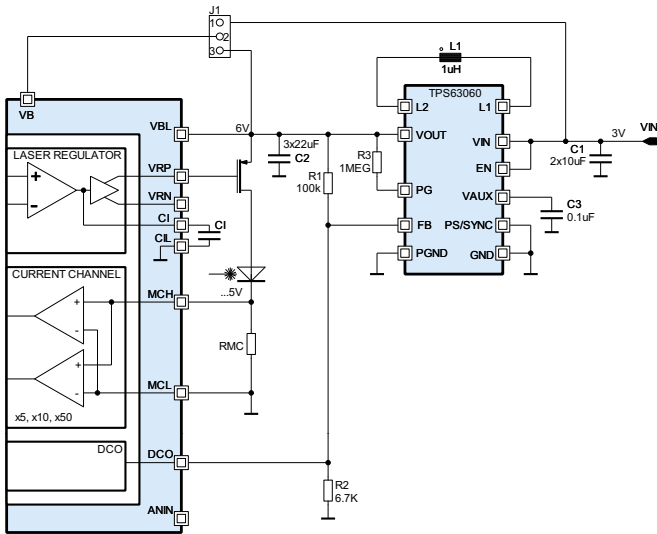 J1
1
2
3
VB
L1
1uH
TPS63060
L2
L1
VOUT
VIN
EN
R3
1MEG
PG
VAUX
FB
PS/SYNC
PGND
GND
3V
VIN
C1
2x10uF
C3
0.1uF
VBL
6V
3x22uF
C2
R1
100k
LASER REGULATOR
+
-
VRP
VRN
CI
CI
CIL
CURRENT CHANNEL
+
-
+
-
x5, x10, x50
MCH
...5V
RMC
MCL
DCO
DCO
R2
6.7K
ANIN